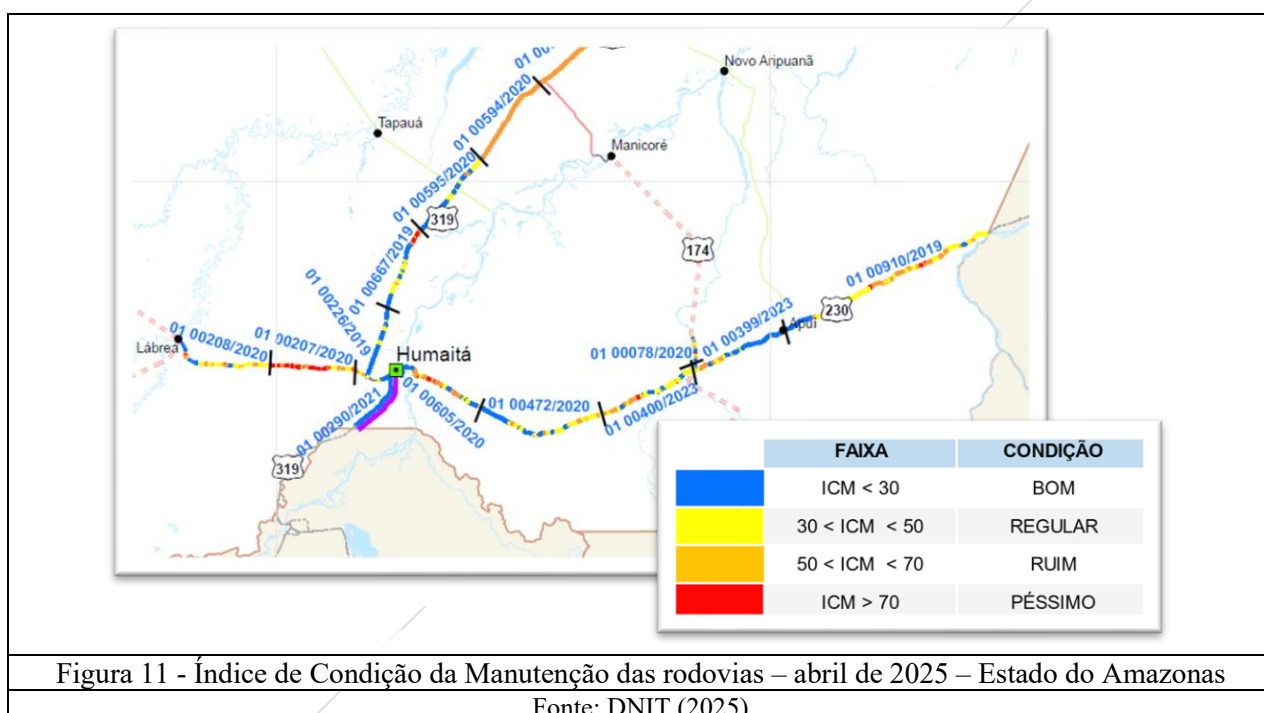 01 00
Novo Aripuanã
01 00594/2020
Tapauá
Manicoré
01 00595/2020
319
174
01 00667/2019
01 00910/2019
01 00226/2019
230
01 00399/2023
Apuí
01 00208/2020
01 00207/2020
Lábrea
01 00078/2020
Humaitá
01 00472/2020
01 00400/2023
01 00605/2020
01 00290/2021
319
FAIXA CONDIÇÃO
ICM < 30 BOM
30 < ICM < 50 REGULAR
50 < ICM < 70 RUIM
ICM > 70 PÉSSIMO
Figura 11 - Índice de Condição da Manutenção das rodovias – abril de 2025 – Estado do Amazonas
Fonte: DNIT (2025)